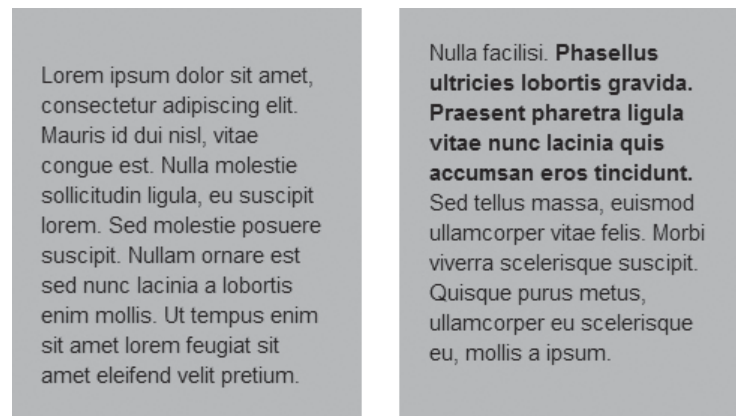 Lorem ipsum dolor sit amet,
consectetur adipiscing elit.
Mauris id dui nisl, vitae
congue est. Nulla molestie
sollicitudin ligula, eu suscipit
lorem. Sed molestie posuere
suscipit. Nullam ornare est
sed nunc lacinia a lobortis
enim mollis. Ut tempus enim
sit amet lorem feugiat sit
amet eleifend velit pretium.
Nulla facilisi. Phasellus
ultricies lobortis gravida.
Praesent pharetra ligula
vitae nunc lacinia quis
accumsan eros tincidunt.
Sed tellus massa, euismod
ullamcorper vitae felis. Morbi
viverra scelerisque suscipit.
Quisque purus metus,
ullamcorper eu scelerisque
eu, mollis a ipsum.